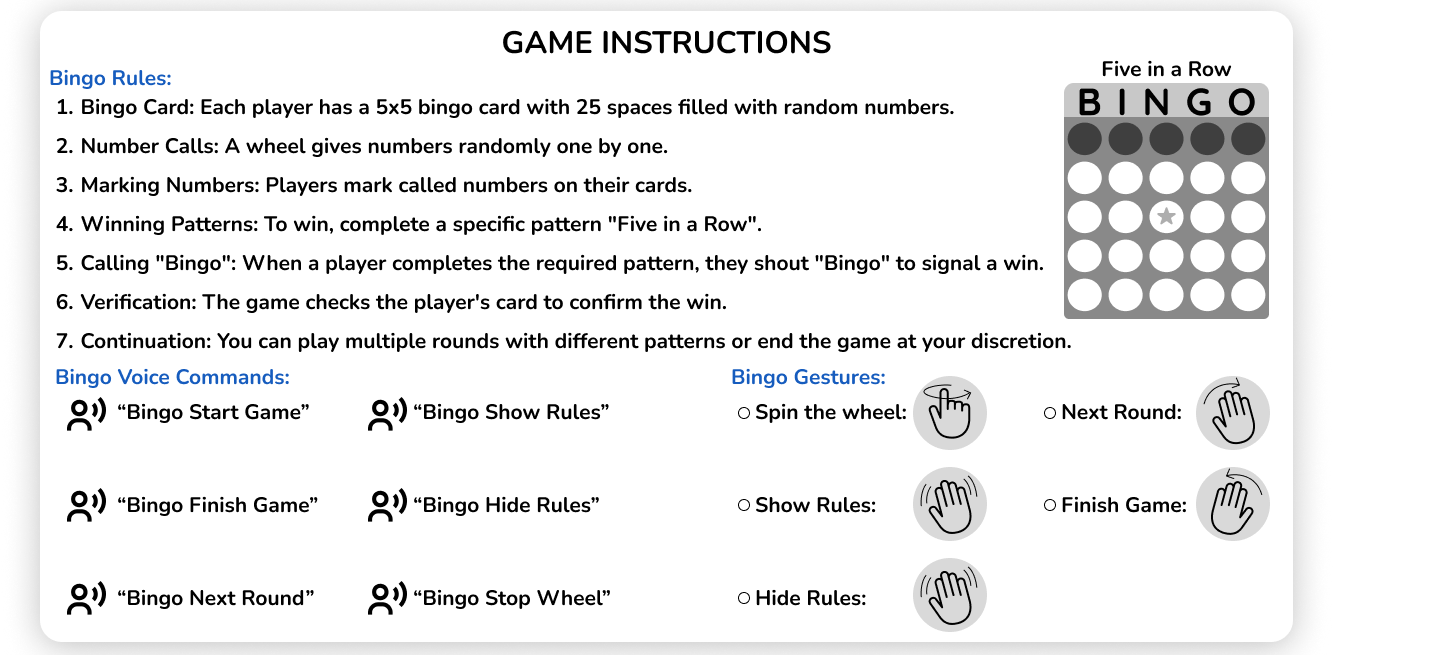 GAME INSTRUCTIONS
Bingo Rules:
1. Bingo Card: Each player has a 5x5 bingo card with 25 spaces filled with random numbers.
2. Number Calls: A wheel gives numbers randomly one by one.
3. Marking Numbers: Players mark called numbers on their cards.
4. Winning Patterns: To win, complete a specific pattern "Five in a Row".
5. Calling "Bingo": When a player completes the required pattern, they shout "Bingo" to signal a win.
6. Verification: The game checks the player's card to confirm the win.
7. Continuation: You can play multiple rounds with different patterns or end the game at your discretion.
Five in a Row
B I N G O
Bingo Voice Commands:
“Bingo Start Game”
“Bingo Show Rules”
“Bingo Finish Game”
“Bingo Hide Rules”
“Bingo Next Round”
“Bingo Stop Wheel”
Bingo Gestures:
Spin the wheel:
Next Round:
Show Rules:
Finish Game:
Hide Rules: